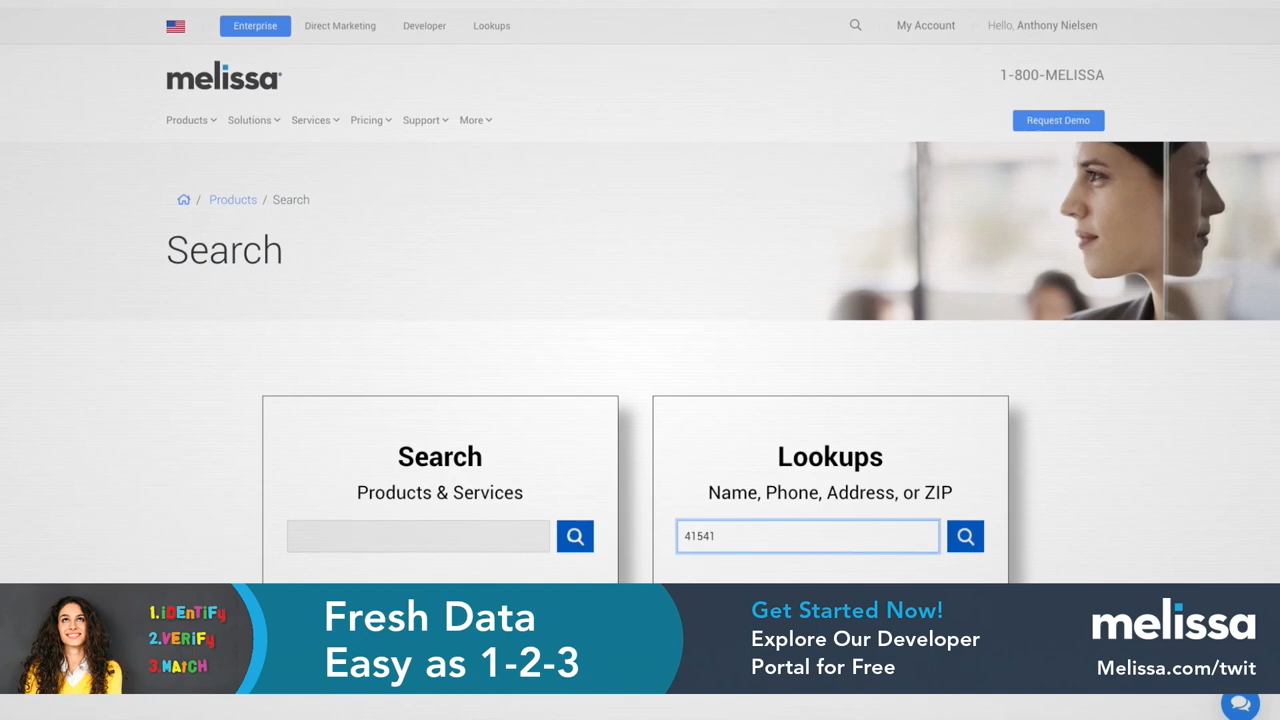 Enterprise
Direct Marketing
Developer
Lookups
My Account
Hello, Anthony Nielsen
melissa
1-800-MELISSA
Products
Solutions
Services
Pricing
Support
More
Request Demo
/ Products / Search
Search
Search
Products & Services
Lookups
Name, Phone, Address, or ZIP
41541
1. iDEnTiFy
2. VERiFy
3. MAtCH
Fresh Data
Easy as 1-2-3
Get Started Now!
Explore Our Developer
Portal for Free
melissa
Melissa.com/twit